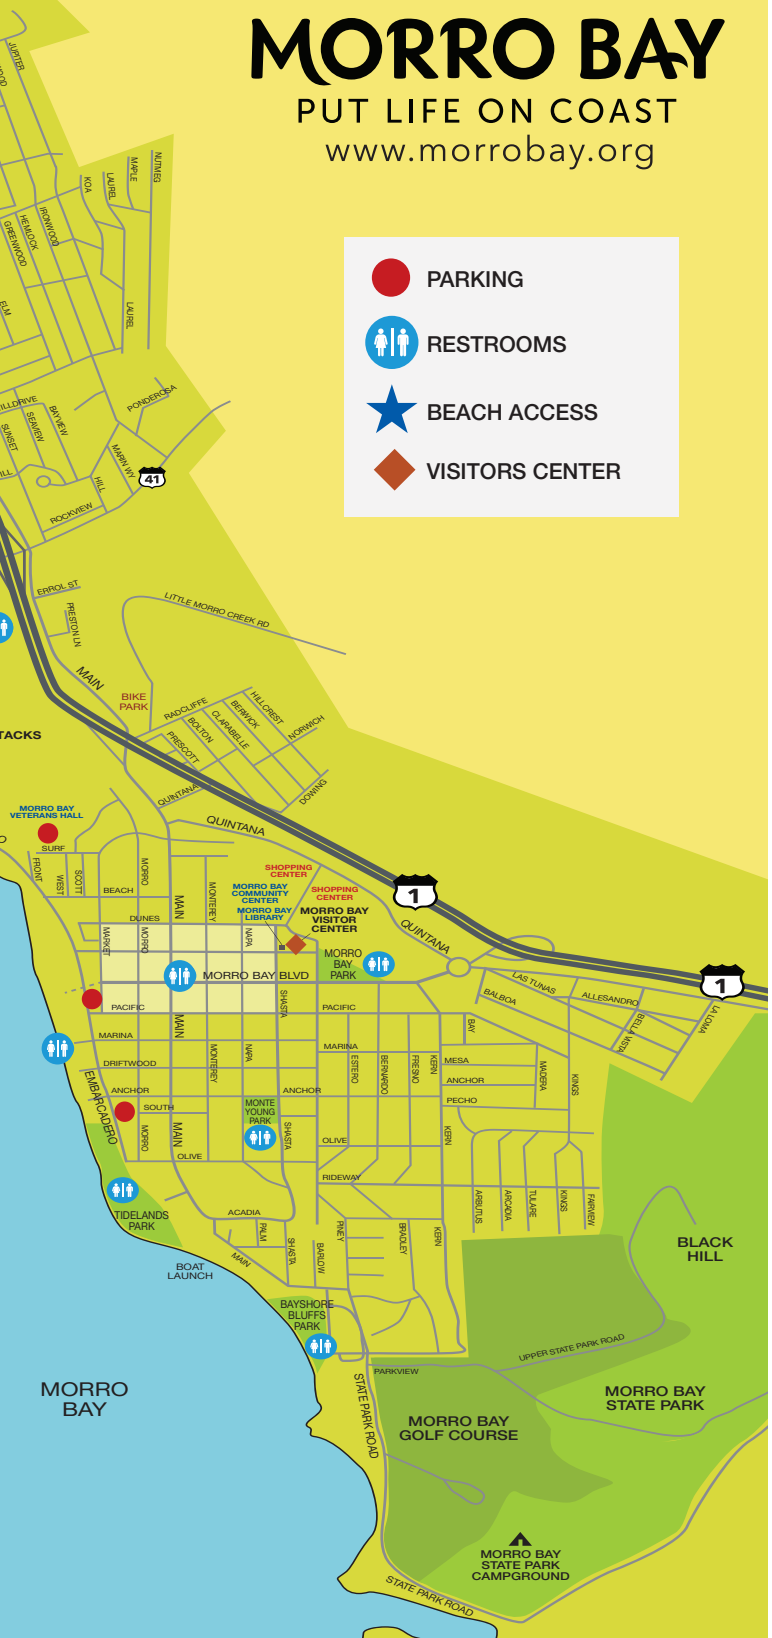 MORRO BAY
PUT LIFE ON COAST
www.morrobay.org
PARKING
RESTROOMS
BEACH ACCESS
VISITORS CENTER
JUPITER
NUTMEG
MAPLE
LAUREL
KOA
IRONWOOD
HEMLOCK
GREENWOOD
ELM
LAUREL
PONDEROSA
BAYVIEW
SEAVIEW
SUNSET
MARIN WY
41
HILL
ROCKVIEW
ERROL ST
PRESTON LN
LITTLE MORRO CREEK RD
MAIN
BIKE
PARK
RADCLIFFE
HILLCREST
BERWICK
CLARABELLE
BOLTON
PRESCOTT
NORWICH
DOWING
QUINTANA
TACKS
MORRO BAY
VETERANS HALL
QUINTANA
SURF
FRONT
WEST
SCOTT
MORRO
BEACH
MAIN
MONTEREY
DUNES
SHOPPING
CENTER
MORRO BAY
COMMUNITY
CENTER
MORRO BAY
LIBRARY
SHOPPING
CENTER
MORRO BAY
VISITOR
CENTER
1
QUINTANA
MARKET
MORRO
NAPA
MORRO
BAY
PARK
MORRO BAY BLVD
LAS TUNAS
BALBOA
ALLESANDRO
BELLA VISTA
LA LOMA
1
PACIFIC
SHASTA
PACIFIC
MAIN
BAY
MARINA
MARINA
DRIFTWOOD
MONTEREY
NAPA
ESTERO
BERNARDO
FRESNO
KERN
MESA
MADERA
KINGS
EMBARCADERO
ANCHOR
ANCHOR
ANCHOR
PECHO
SOUTH
MONTE
YOUNG
PARK
MORRO
MAIN
SHASTA
OLIVE
KERN
OLIVE
RIDEWAY
ARBUTUS
ARCADIA
TULARE
KINGS
FAIRVIEW
TIDELANDS
PARK
ACADIA
PALM
SHASTA
BARLOW
PINEY
BRADLEY
KERN
MAIN
BOAT
LAUNCH
BLACK
HILL
BAYSHORE
BLUFFS
PARK
UPPER STATE PARK ROAD
PARKVIEW
MORRO
BAY
STATE PARK ROAD
MORRO BAY
STATE PARK
MORRO BAY
GOLF COURSE
MORRO BAY
STATE PARK
CAMPGROUND
STATE PARK ROAD